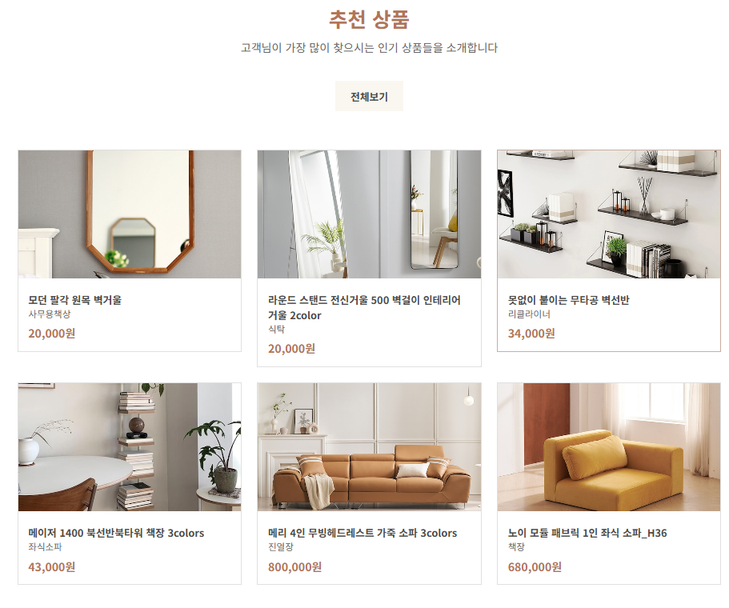 추천 상품
고객님이 가장 많이 찾으시는 인기 상품들을 소개합니다
전체보기
모던 팔각 원목 벽거울
사무용책상
20,000원
라운드 스탠드 전신거울 500 벽걸이 인테리어
거울 2color
식탁
20,000원
못없이 붙이는 무타공 벽선반
리클라이너
34,000원
메이저 1400 북선반북타워 책장 3colors
좌식소파
43,000원
메리 4인 무빙헤드레스트 가죽 소파 3colors
진열장
800,000원
노이 모듈 패브릭 1인 좌식 소파_H36
책장
680,000원